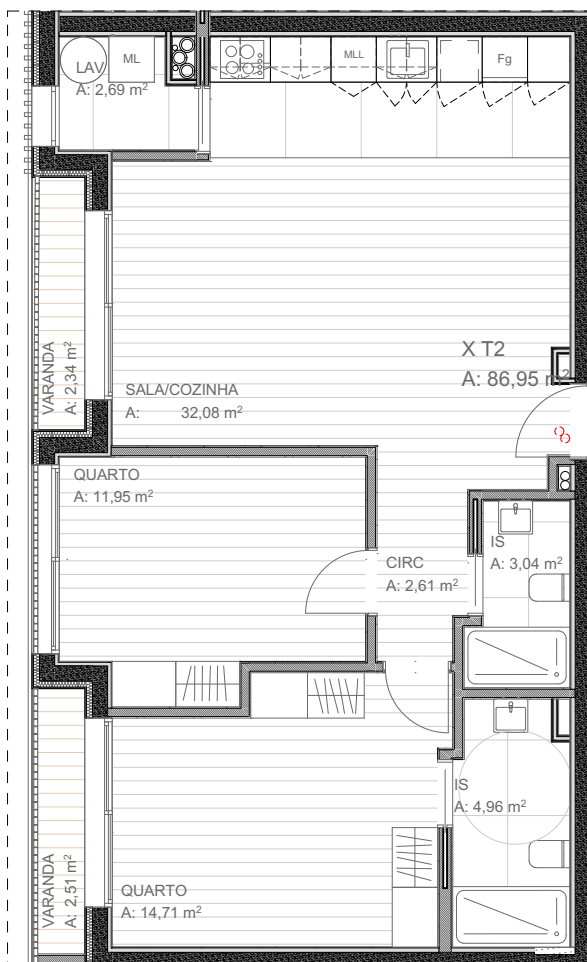 LAV
A: 2,69 m²
ML
MLL
Fg
X T2
A: 86,95 m²
VARANDA
A: 2,34 m²
SALA/COZINHA
A: 32,08 m²
QUARTO
A: 11,95 m²
CIRC
A: 2,61 m²
IS
A: 3,04 m²
IS
A: 4,96 m²
VARANDA
A: 2,51 m²
QUARTO
A: 14,71 m²